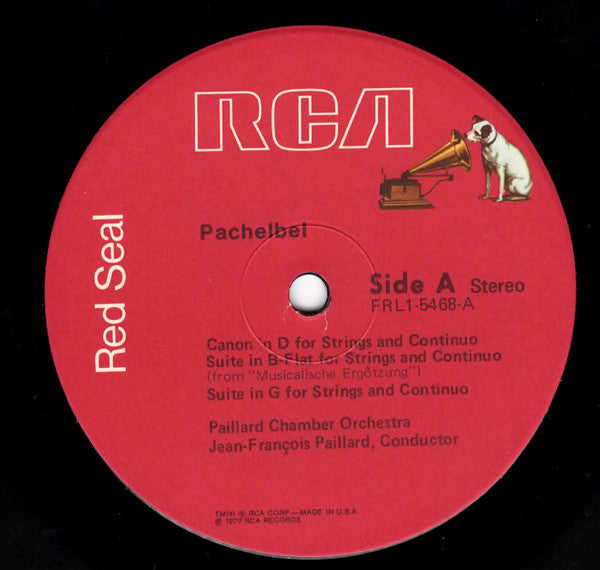 RCA
Red Seal
Pachelbel
Side A Stereo
FRL1-5468-A
Canon in D for Strings and Continuo
Suite in B-Flat for Strings and Continuo
(from "Musicalische Ergötzung")
Suite in G for Strings and Continuo
Paillard Chamber Orchestra
Jean-François Paillard, Conductor
TM(s) ® RCA CORP.—MADE IN U.S.A.
℗ RCA RECORDS